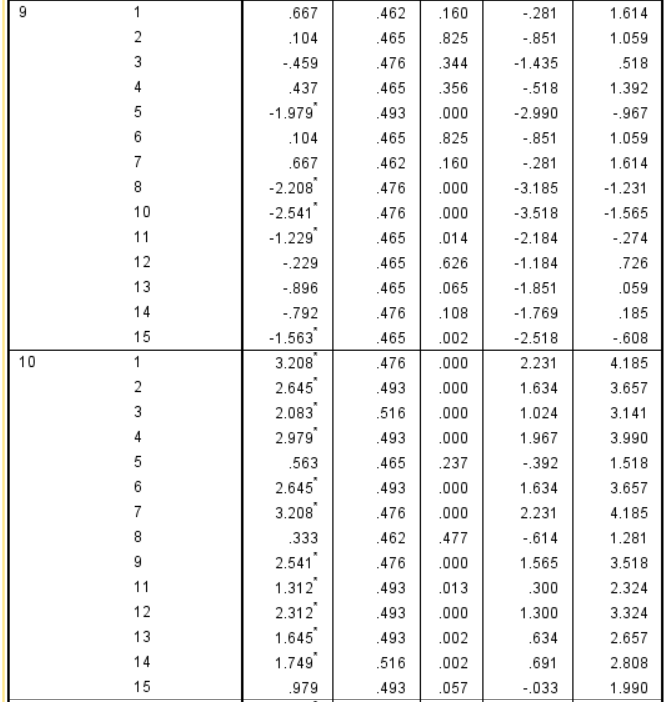 9 1 .667 .462 .160 -.281 1.614
2 .104 .465 .825 -.851 1.059
3 -.459 .476 .344 -1.435 .518
4 .437 .465 .356 -.518 1.392
5 -1.979* .493 .000 -2.990 -.967
6 .104 .465 .825 -.851 1.059
7 .667 .462 .160 -.281 1.614
8 -2.208* .476 .000 -3.185 -1.231
10 -2.541* .476 .000 -3.518 -1.565
11 -1.229* .465 .014 -2.184 -.274
12 -.229 .465 .626 -1.184 .726
13 -.896 .465 .065 -1.851 .059
14 -.792 .476 .108 -1.769 .185
15 -1.563* .465 .002 -2.518 -.608
10 1 3.208* .476 .000 2.231 4.185
2 2.645* .493 .000 1.634 3.657
3 2.083* .516 .000 1.024 3.141
4 2.979* .493 .000 1.967 3.990
5 .563 .465 .237 -.392 1.518
6 2.645* .493 .000 1.634 3.657
7 3.208* .476 .000 2.231 4.185
8 .333 .462 .477 -.614 1.281
9 2.541* .476 .000 1.565 3.518
11 1.312* .493 .013 .300 2.324
12 2.312* .493 .000 1.300 3.324
13 1.645* .493 .002 .634 2.657
14 1.749* .516 .002 .691 2.808
15 .979 .493 .057 -.033 1.990